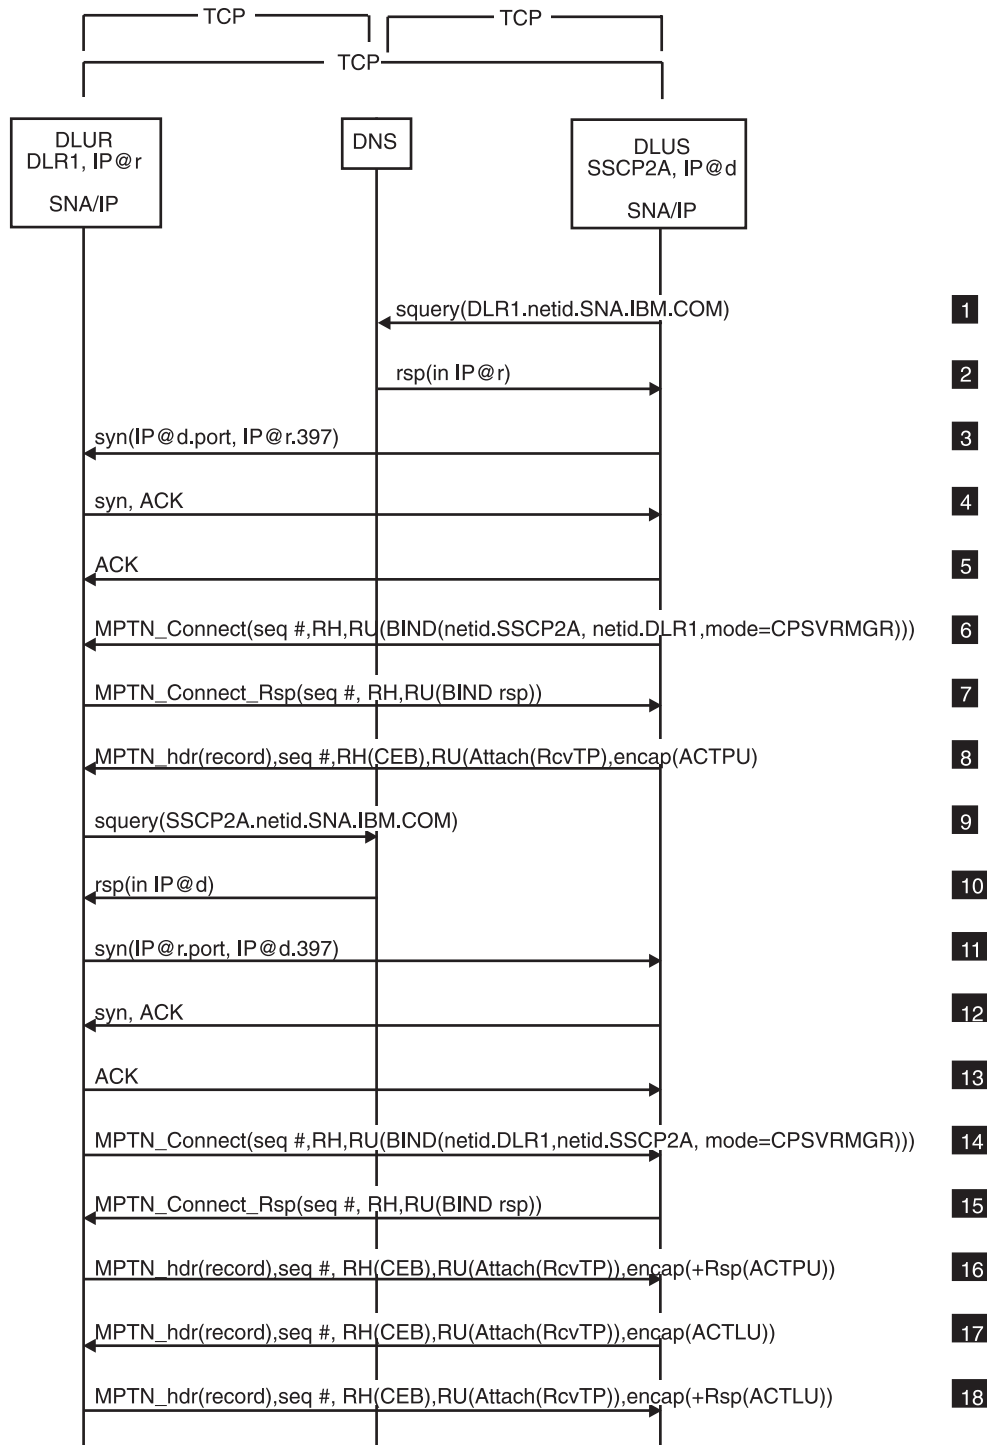 TCP
TCP
TCP
DLUR
DLR1, IP@r
SNA/IP
DNS
DLUS
SSCP2A, IP@d
SNA/IP
squery(DLR1.netid.SNA.IBM.COM)
1
rsp(in IP@r)
2
syn(IP@d.port, IP@r.397)
3
syn, ACK
4
ACK
5
MPTN_Connect(seq #,RH,RU(BIND(netid.SSCP2A, netid.DLR1,mode=CPSVRMGR)))
6
MPTN_Connect_Rsp(seq #, RH,RU(BIND rsp))
7
MPTN_hdr(record),seq #,RH(CEB),RU(Attach(RcvTP),encap(ACTPU)
8
squery(SSCP2A.netid.SNA.IBM.COM)
9
rsp(in IP@d)
10
syn(IP@r.port, IP@d.397)
11
syn, ACK
12
ACK
13
MPTN_Connect(seq #,RH,RU(BIND(netid.DLR1,netid.SSCP2A, mode=CPSVRMGR)))
14
MPTN_Connect_Rsp(seq #, RH,RU(BIND rsp))
15
MPTN_hdr(record),seq #, RH(CEB),RU(Attach(RcvTP)),encap(+Rsp(ACTPU))
16
MPTN_hdr(record),seq #, RH(CEB),RU(Attach(RcvTP)),encap(ACTLU))
17
MPTN_hdr(record),seq #, RH(CEB),RU(Attach(RcvTP)),encap(+Rsp(ACTLU))
18